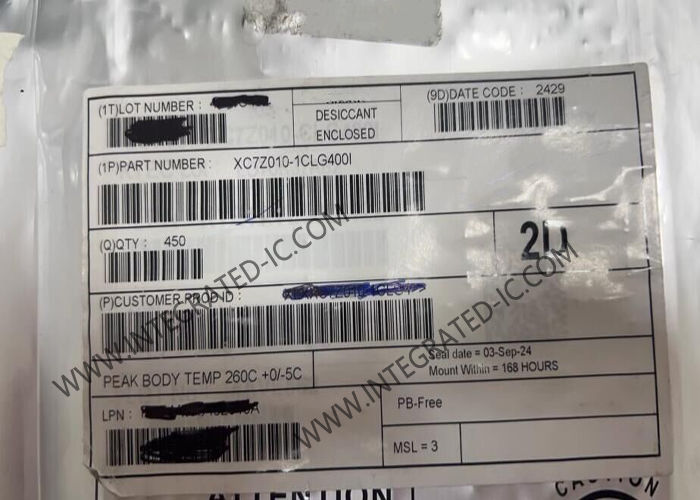 (1T)LOT NUMBER :
DESICCANT
ENCLOSED
(9D)DATE CODE : 2429
(1P)PART NUMBER: XC7Z010-1CLG400I
(Q)QTY : 450
2D
(P)CUSTOMER PROD ID :
Seal date = 03-Sep-24
Mount Within = 168 HOURS
PEAK BODY TEMP 260C +0/-5C
LPN :
PB-Free
MSL = 3
ATTENTION
CAUTION
WWW.INTEGRATED-IC.COM
WWW.INTEGRATED-IC.COM